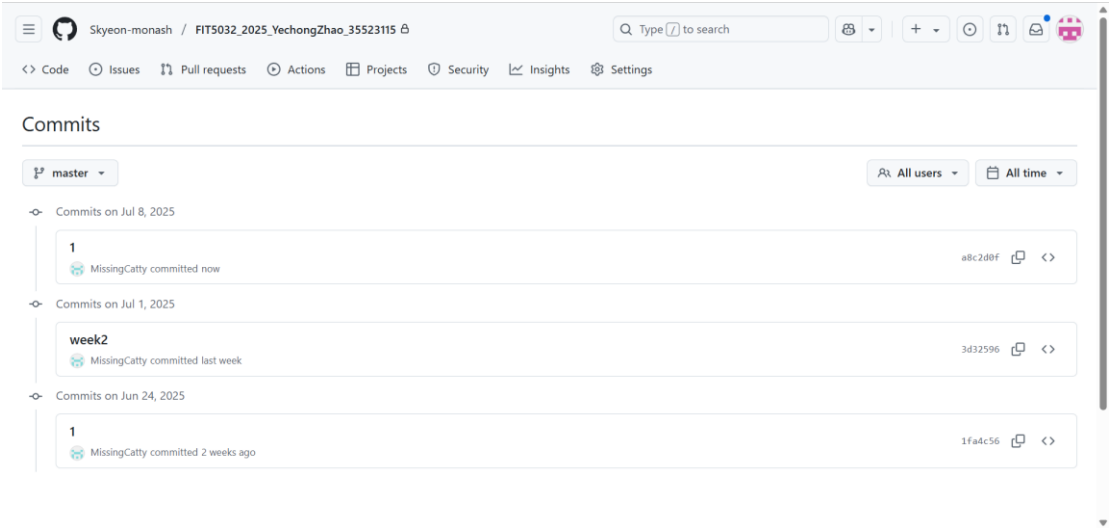 Skyeon-monash / FIT5032_2025_YechongZhao_35523115 Type / to search
Code Issues Pull requests Actions Projects Security Insights Settings
Commits
master All users All time
Commits on Jul 8, 2025
1
a8c2d0f
MissingCatty committed now
Commits on Jul 1, 2025
week2
3d32596
MissingCatty committed last week
Commits on Jun 24, 2025
1
1fa4c56
MissingCatty committed 2 weeks ago